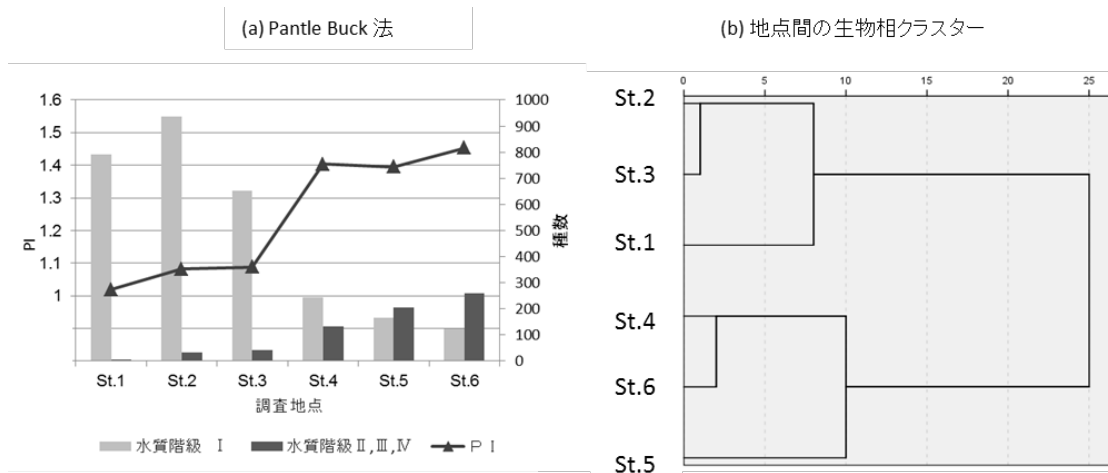 (a) Pantle Buck 法
1.6
1.5
1.4
1.3
1.2
1.1
1
PI
1000
900
800
700
600
500
400
300
200
100
0
種数
St.1 St.2 St.3 St.4 St.5 St.6
調査地点
水質階級 Ⅰ 水質階級Ⅱ,Ⅲ,Ⅳ ＰＩ
(b) 地点間の生物相クラスター
0 5 10 15 20 25
St.2
St.3
St.1
St.4
St.6
St.5